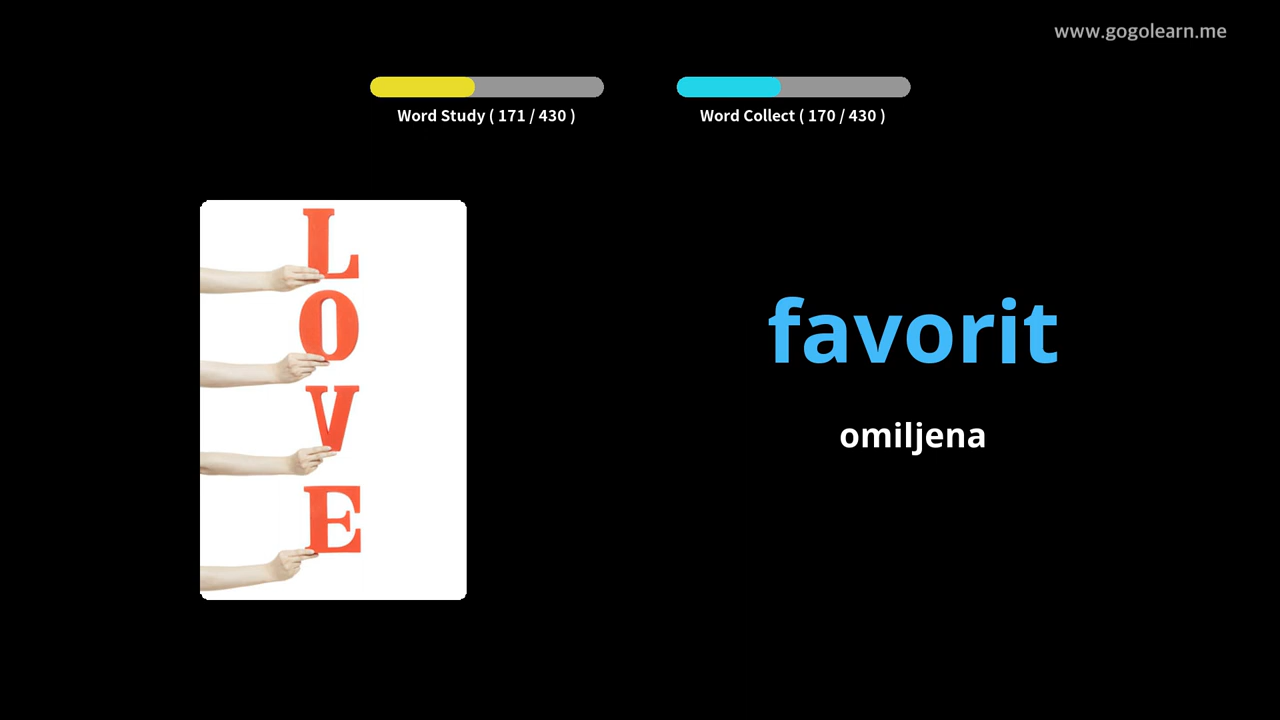 www.gogolearn.me
Word Study ( 171 / 430 )
Word Collect ( 170 / 430 )
L
O
V
E
favorit
omiljena